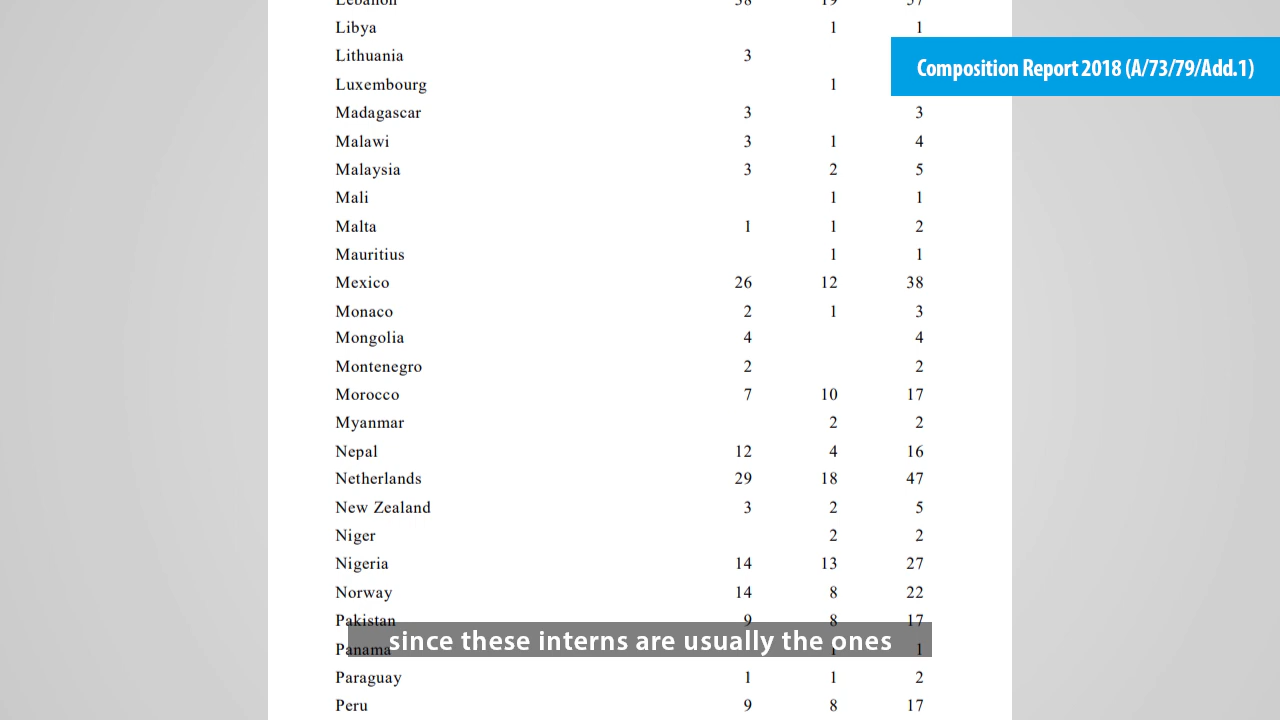 Lebanon 38 19 57
Libya 1 1
Lithuania 3
Composition Report 2018 (A/73/79/Add.1)
Luxembourg 1
Madagascar 3 3
Malawi 3 1 4
Malaysia 3 2 5
Mali 1 1
Malta 1 1 2
Mauritius 1 1
Mexico 26 12 38
Monaco 2 1 3
Mongolia 4 4
Montenegro 2 2
Morocco 7 10 17
Myanmar 2 2
Nepal 12 4 16
Netherlands 29 18 47
New Zealand 3 2 5
Niger 2 2
Nigeria 14 13 27
Norway 14 8 22
Pakistan 9 8 17
since these interns are usually the ones
Panama 1 1
Paraguay 1 1 2
Peru 9 8 17